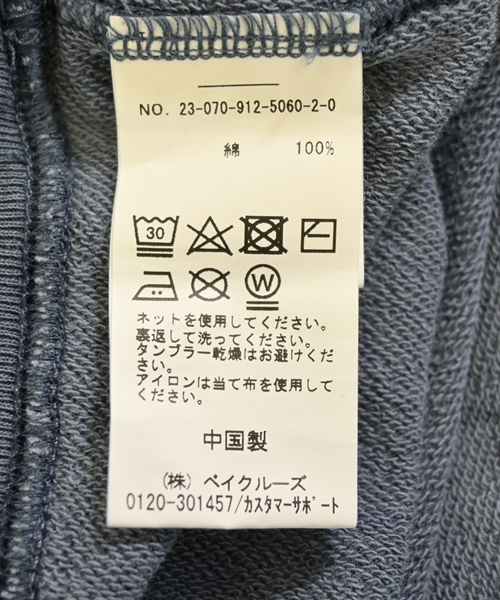 NO. 23-070-912-5060-2-0
綿 100%
30
W
ネットを使用してください。
裏返して洗ってください。
タンブラー乾燥はお避けくだ
さい。
アイロンは当て布を使用して
ください。
中国製
(株) ベイクルーズ
0120-301457/カスタマーサポート